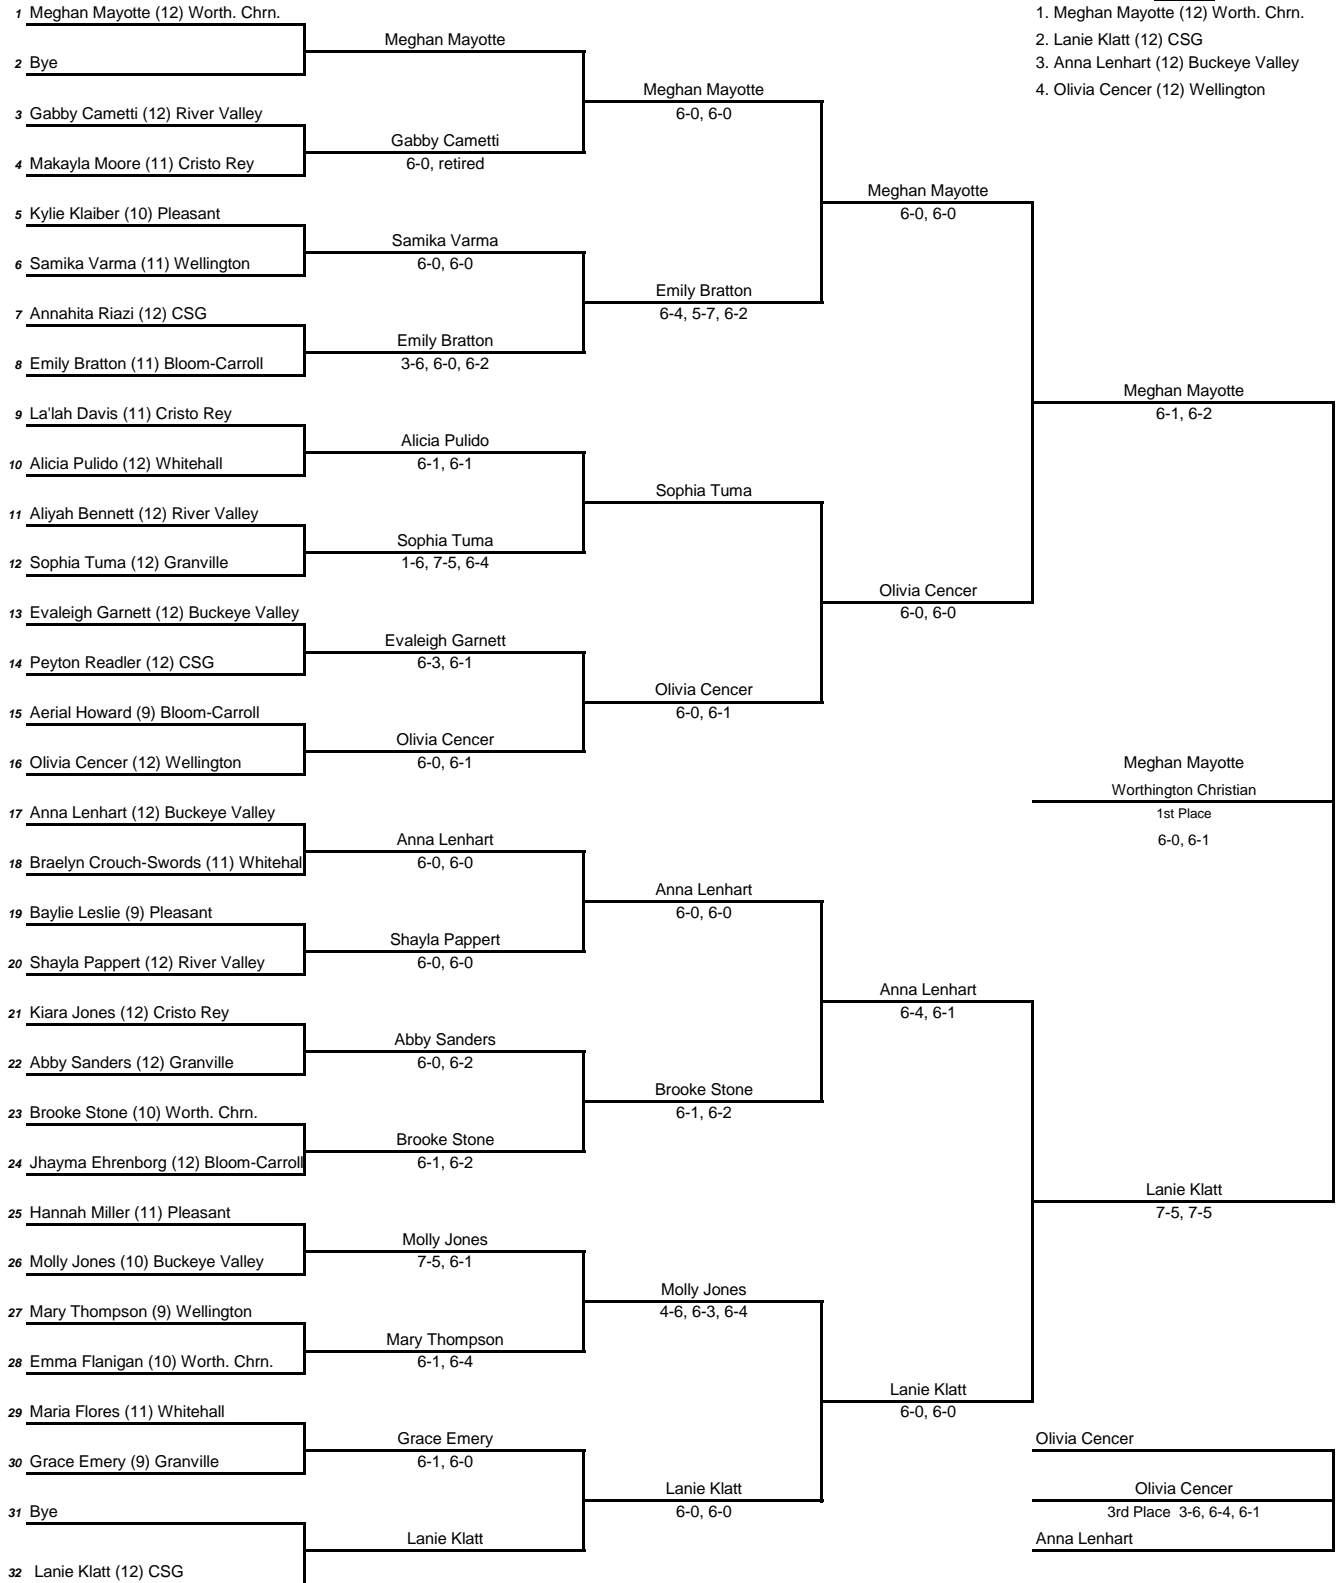 1 Meghan Mayotte (12) Worth. Chrn.
2 Bye
3 Gabby Cametti (12) River Valley
4 Makayla Moore (11) Cristo Rey
5 Kylie Klaiber (10) Pleasant
6 Samika Varma (11) Wellington
7 Annahita Riazi (12) CSG
8 Emily Bratton (11) Bloom-Carroll
9 La'lah Davis (11) Cristo Rey
10 Alicia Pulido (12) Whitehall
11 Aliyah Bennett (12) River Valley
12 Sophia Tuma (12) Granville
13 Evaleigh Garnett (12) Buckeye Valley
14 Peyton Readler (12) CSG
15 Aerial Howard (9) Bloom-Carroll
16 Olivia Cencer (12) Wellington
17 Anna Lenhart (12) Buckeye Valley
18 Braelyn Crouch-Swords (11) Whitehal
19 Baylie Leslie (9) Pleasant
20 Shayla Pappert (12) River Valley
21 Kiara Jones (12) Cristo Rey
22 Abby Sanders (12) Granville
23 Brooke Stone (10) Worth. Chrn.
24 Jhayma Ehrenborg (12) Bloom-Carroll
25 Hannah Miller (11) Pleasant
26 Molly Jones (10) Buckeye Valley
27 Mary Thompson (9) Wellington
28 Emma Flanigan (10) Worth. Chrn.
29 Maria Flores (11) Whitehall
30 Grace Emery (9) Granville
31 Bye
32 Lanie Klatt (12) CSG
Meghan Mayotte
Gabby Cametti
6-0, retired
Samika Varma
6-0, 6-0
Emily Bratton
3-6, 6-0, 6-2
Alicia Pulido
6-1, 6-1
Sophia Tuma
1-6, 7-5, 6-4
Evaleigh Garnett
6-3, 6-1
Olivia Cencer
6-0, 6-1
Anna Lenhart
6-0, 6-0
Shayla Pappert
6-0, 6-0
Abby Sanders
6-0, 6-2
Brooke Stone
6-1, 6-2
Molly Jones
7-5, 6-1
Mary Thompson
6-1, 6-4
Grace Emery
6-1, 6-0
Lanie Klatt
Meghan Mayotte
6-0, 6-0
Emily Bratton
6-4, 5-7, 6-2
Sophia Tuma
Olivia Cencer
6-0, 6-1
Anna Lenhart
6-0, 6-0
Brooke Stone
6-1, 6-2
Molly Jones
4-6, 6-3, 6-4
Lanie Klatt
6-0, 6-0
Meghan Mayotte
6-0, 6-0
Olivia Cencer
6-0, 6-0
Anna Lenhart
6-4, 6-1
Lanie Klatt
6-0, 6-0
1. Meghan Mayotte (12) Worth. Chrn.
2. Lanie Klatt (12) CSG
3. Anna Lenhart (12) Buckeye Valley
4. Olivia Cencer (12) Wellington
Meghan Mayotte
6-1, 6-2
Meghan Mayotte
Worthington Christian
1st Place
6-0, 6-1
Lanie Klatt
7-5, 7-5
Olivia Cencer
Olivia Cencer
3rd Place 3-6, 6-4, 6-1
Anna Lenhart